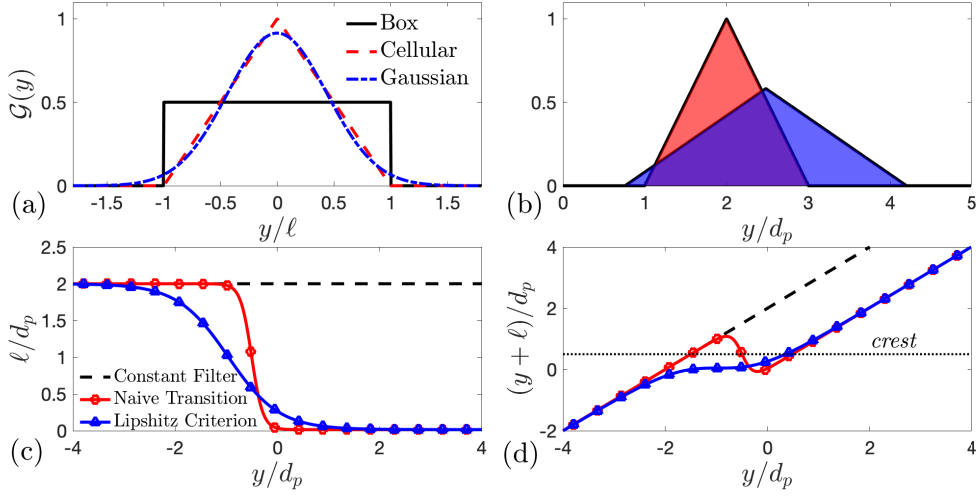 1
0.5
0
𝒢(y)
Box
Cellular
Gaussian
-1.5 -1 -0.5 0 0.5 1 1.5
(a)
y/ℓ
1
0.5
0
0 1 2 3 4 5
(b)
y/d_p
2.5
2
1.5
1
0.5
0
ℓ/d_p
Constant Filter
Naive Transition
Lipshitz Criterion
-4 -2 0 2 4
(c)
y/d_p
4
2
0
-2
(y + ℓ)/d_p
crest
-4 -2 0 2 4
(d)
y/d_p